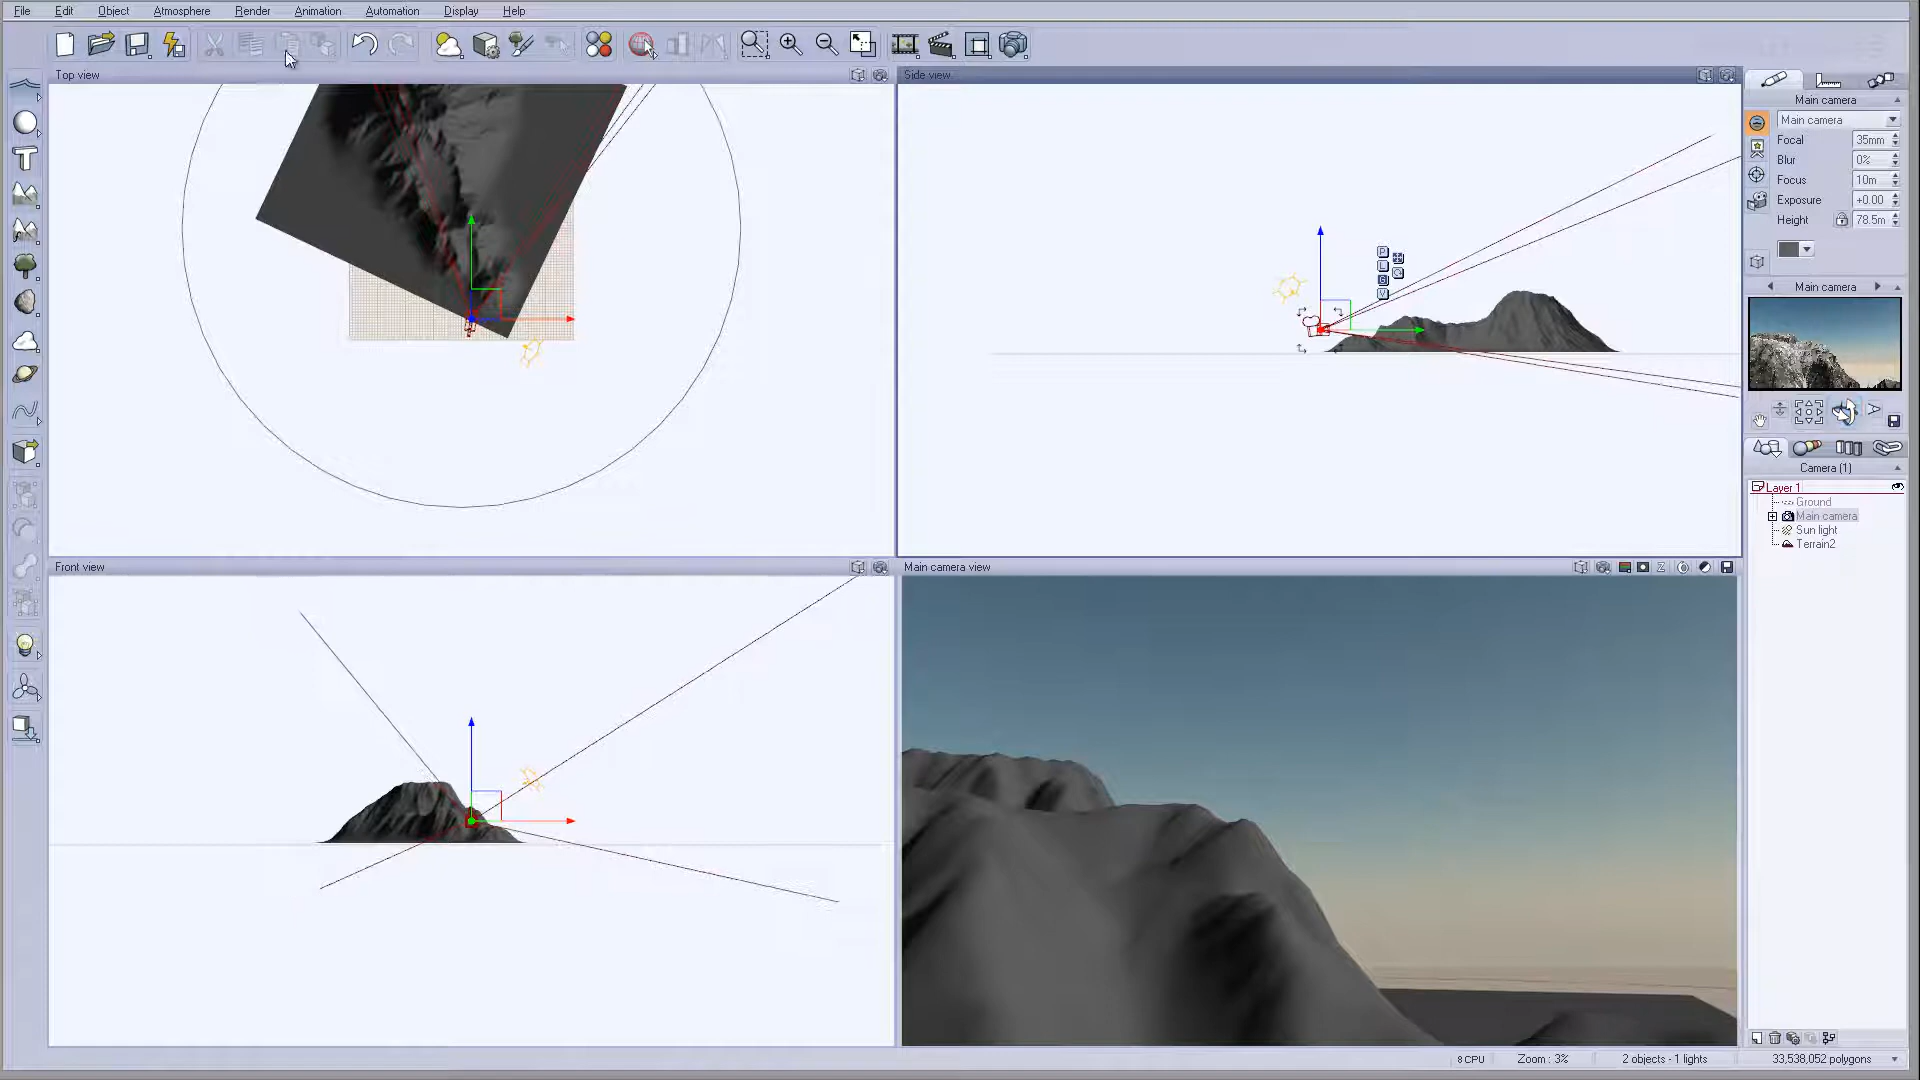 File Edit Object Atmosphere Render Animation Automation Display Help
Top view
Side view
Main camera
Main camera
Focal 35mm
Blur 0%
Focus 10m
Exposure +0.00
Height 78.5m
Main camera
Camera (1)
Layer 1
Ground
Main camera
Sun light
Terrain2
Front view
Main camera view
Z
8 CPU Zoom : 3% 2 objects - 1 lights 33,538,052 polygons